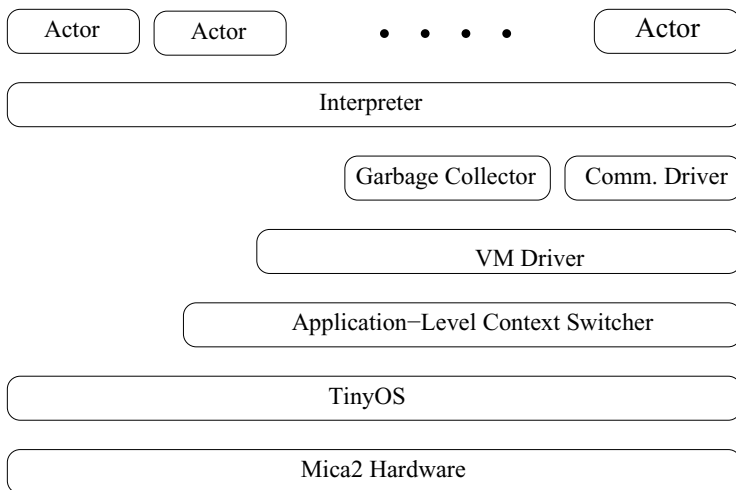 Actor Actor Actor
Interpreter
Garbage Collector Comm. Driver
VM Driver
Application−Level Context Switcher
TinyOS
Mica2 Hardware